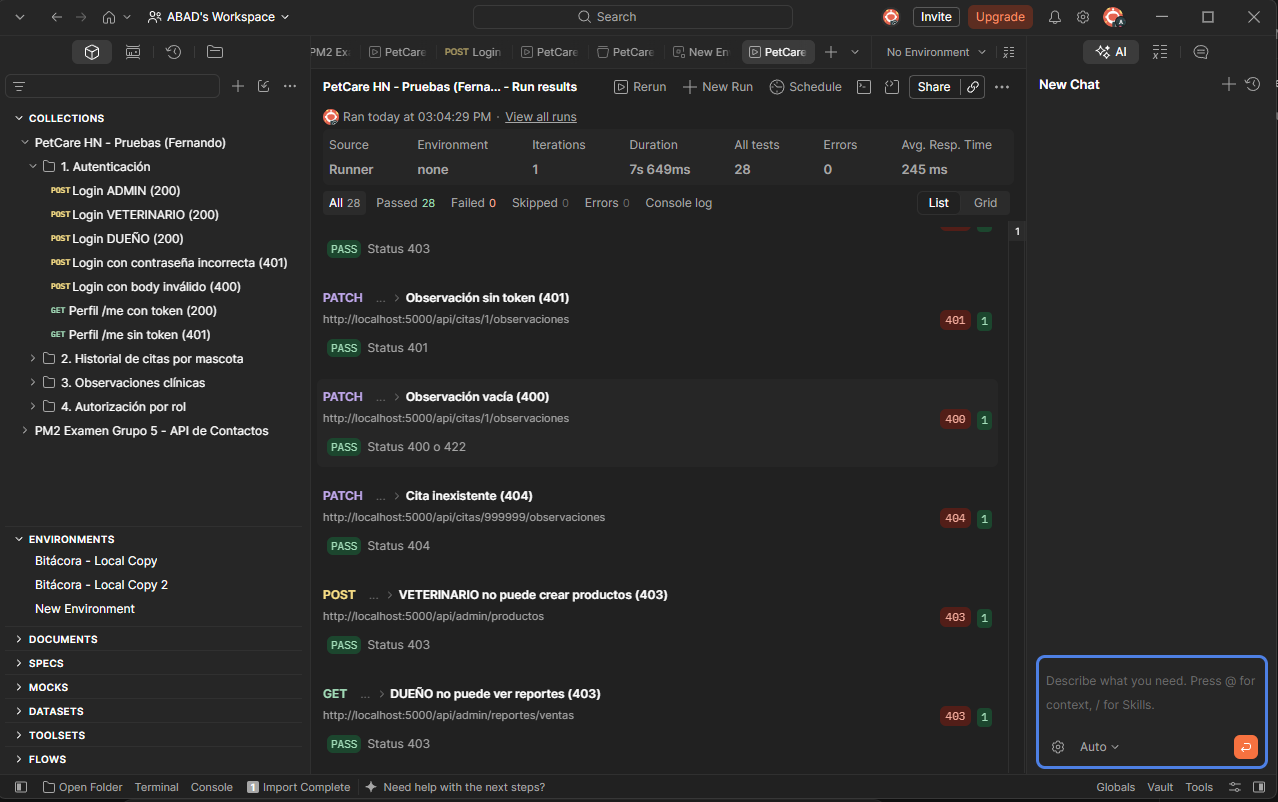 ABAD's Workspace
Search
Invite
Upgrade
PM2 Ex
PetCare
POST Login
PetCare
PetCare
New En
PetCare
No Environment
AI
PetCare HN - Pruebas (Ferna... - Run results
Rerun
New Run
Schedule
Share
New Chat
Ran today at 03:04:29 PM · View all runs
Source Environment Iterations Duration All tests Errors Avg. Resp. Time
Runner none 1 7s 649ms 28 0 245 ms
All 28 Passed 28 Failed 0 Skipped 0 Errors 0 Console log
List Grid
1
COLLECTIONS
PetCare HN - Pruebas (Fernando)
1. Autenticación
POST Login ADMIN (200)
POST Login VETERINARIO (200)
POST Login DUEÑO (200)
POST Login con contraseña incorrecta (401)
POST Login con body inválido (400)
GET Perfil /me con token (200)
GET Perfil /me sin token (401)
2. Historial de citas por mascota
3. Observaciones clínicas
4. Autorización por rol
PM2 Examen Grupo 5 - API de Contactos
ENVIRONMENTS
Bitácora - Local Copy
Bitácora - Local Copy 2
New Environment
DOCUMENTS
SPECS
MOCKS
DATASETS
TOOLSETS
FLOWS
PASS Status 403
PATCH ... > Observación sin token (401)
http://localhost:5000/api/citas/1/observaciones
401 1
PASS Status 401
PATCH ... > Observación vacía (400)
http://localhost:5000/api/citas/1/observaciones
400 1
PASS Status 400 o 422
PATCH ... > Cita inexistente (404)
http://localhost:5000/api/citas/999999/observaciones
404 1
PASS Status 404
POST ... > VETERINARIO no puede crear productos (403)
http://localhost:5000/api/admin/productos
403 1
PASS Status 403
GET ... > DUEÑO no puede ver reportes (403)
http://localhost:5000/api/admin/reportes/ventas
403 1
PASS Status 403
Describe what you need. Press @ for
context, / for Skills.
Auto
Open Folder
Terminal
Console
1 Import Complete
Need help with the next steps?
Globals
Vault
Tools